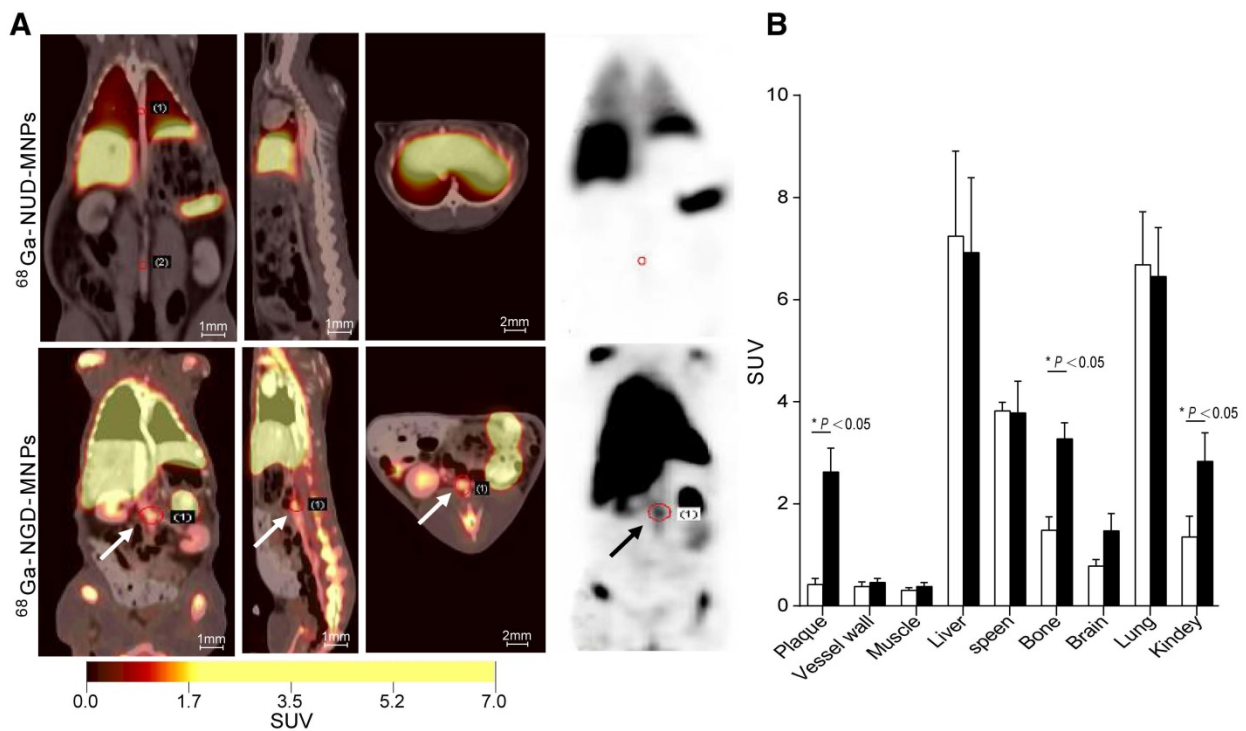 A
B
⁶⁸Ga-NUD-MNPs
(1)
(2)
1mm
1mm
2mm
⁶⁸Ga-NGD-MNPs
(1)
(1)
(1)
(1)
1mm
1mm
2mm
0.0 1.7 3.5 5.2 7.0
SUV
SUV
10
8
6
4
2
0
* P < 0.05
* P < 0.05
* P < 0.05
Plaque
Vessel wall
Muscle
Liver
speen
Bone
Brain
Lung
Kindey